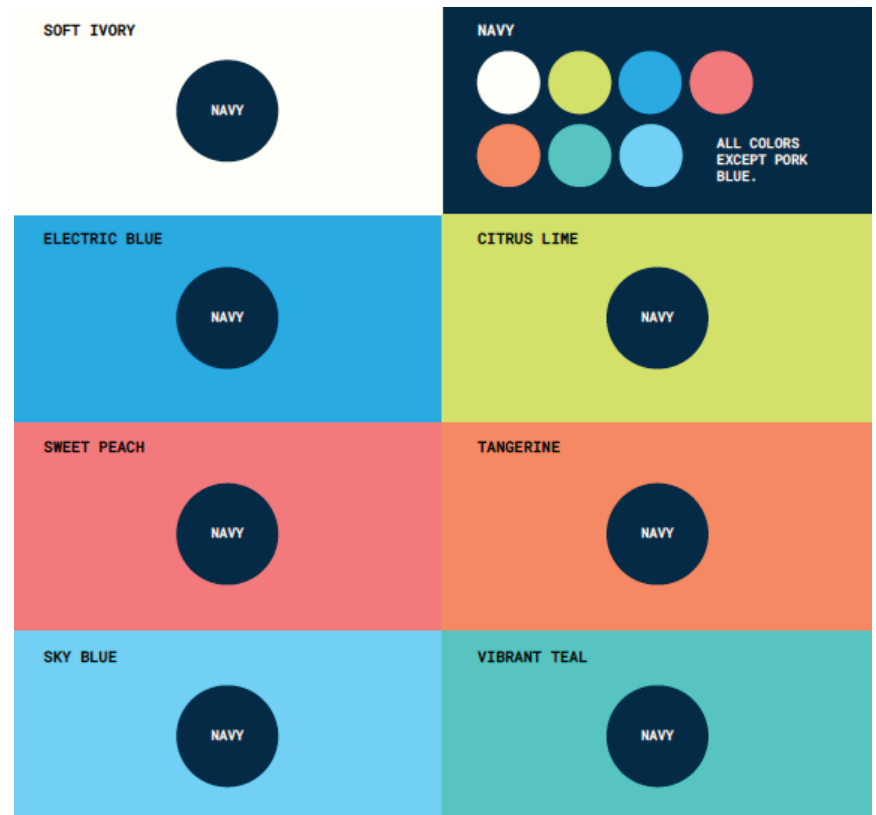 SOFT IVORY
NAVY
NAVY
ALL COLORS
EXCEPT PORK
BLUE.
ELECTRIC BLUE
NAVY
CITRUS LIME
NAVY
SWEET PEACH
NAVY
TANGERINE
NAVY
SKY BLUE
NAVY
VIBRANT TEAL
NAVY